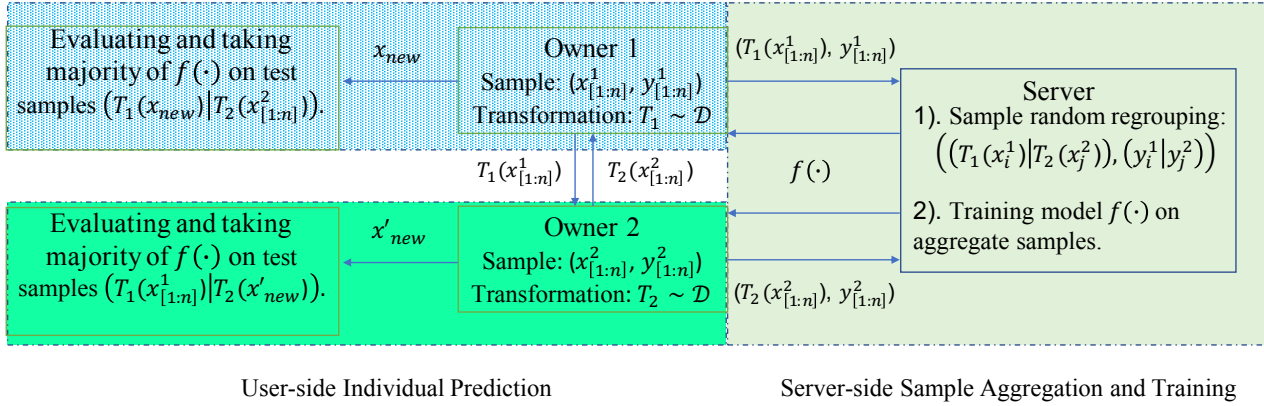 Evaluating and taking
majority of 𝑓(·) on test
samples (𝑇₁(𝑥ₙₑ𝑤)|𝑇₂(𝑥²[1:𝑛])).
𝑥ₙₑ𝑤
Owner 1
Sample: (𝑥¹[1:𝑛], 𝑦¹[1:𝑛])
Transformation: 𝑇₁ ~ 𝒟
(𝑇₁(𝑥¹[1:𝑛]), 𝑦¹[1:𝑛])
𝑇₁(𝑥¹[1:𝑛])
𝑇₂(𝑥²[1:𝑛])
Evaluating and taking
majority of 𝑓(·) on test
samples (𝑇₁(𝑥¹[1:𝑛])|𝑇₂(𝑥'ₙₑ𝑤)).
𝑥'ₙₑ𝑤
Owner 2
Sample: (𝑥²[1:𝑛], 𝑦²[1:𝑛])
Transformation: 𝑇₂ ~ 𝒟
(𝑇₂(𝑥²[1:𝑛]), 𝑦²[1:𝑛])
𝑓(·)
Server
1). Sample random regrouping:
((𝑇₁(𝑥ᵢ¹)|𝑇₂(𝑥ⱼ²)), (𝑦ᵢ¹|𝑦ⱼ²))
2). Training model 𝑓(·) on
aggregate samples.
User-side Individual Prediction
Server-side Sample Aggregation and Training